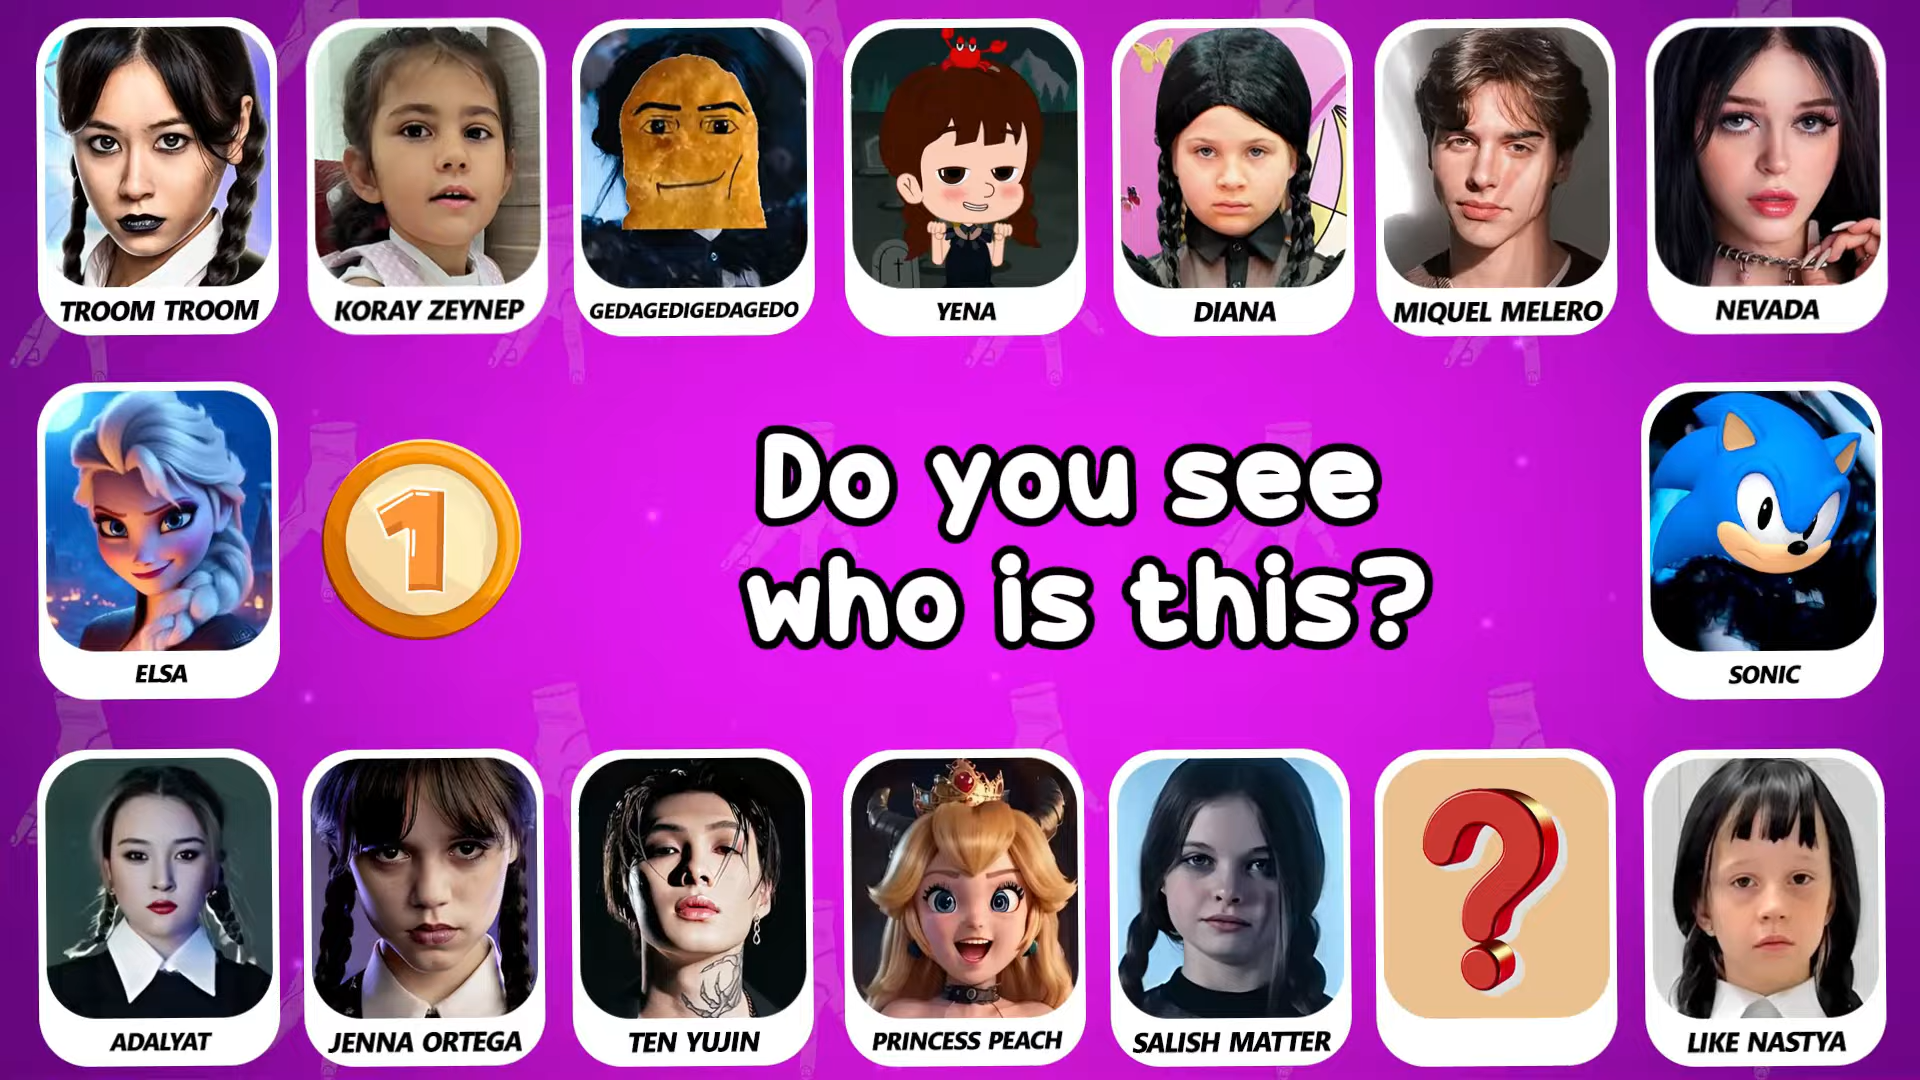 TROOM TROOM
KORAY ZEYNEP
GEDAGEDIGEDAGEDO
YENA
DIANA
MIQUEL MELERO
NEVADA
ELSA
1
Do you see
who is this?
SONIC
ADALYAT
JENNA ORTEGA
TEN YUJIN
PRINCESS PEACH
SALISH MATTER
?
LIKE NASTYA